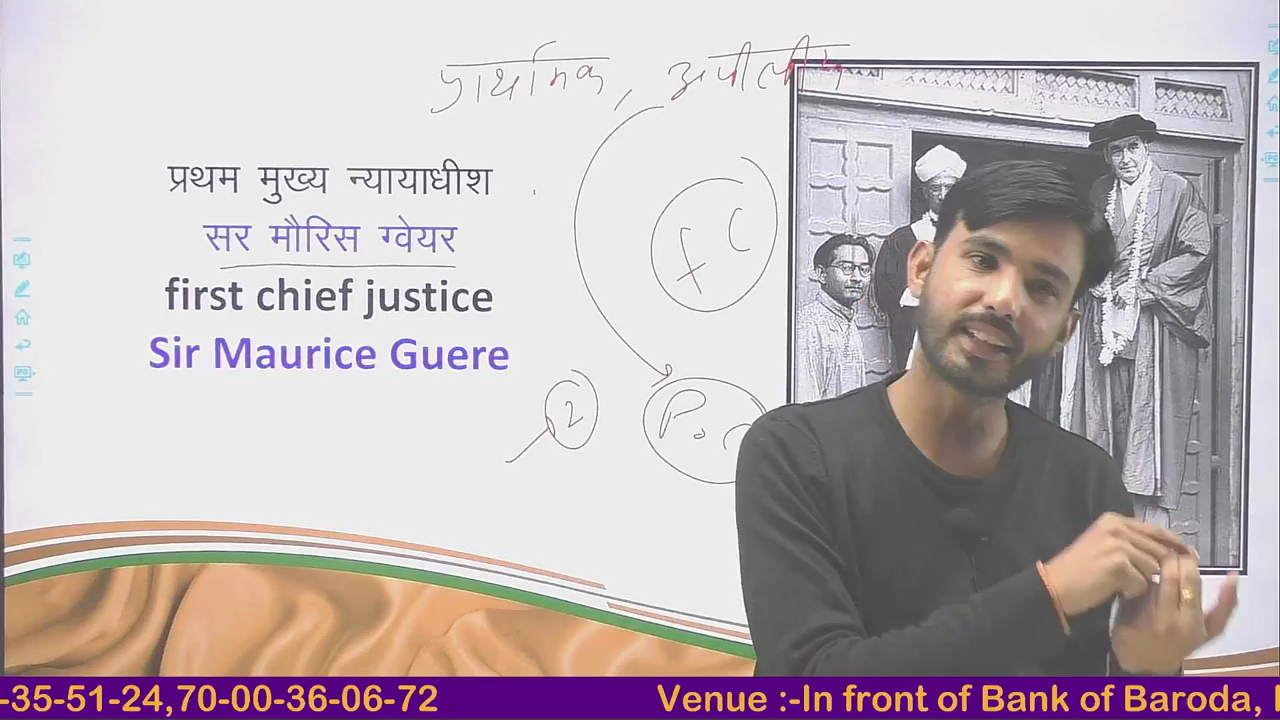 प्राथमिक, अपीलीय
प्रथम मुख्य न्यायाधीश
सर मौरिस ग्वेयर
first chief justice
Sir Maurice Guere
f C
2
P.C
-35-51-24,70-00-36-06-72 Venue :-In front of Bank of Baroda,